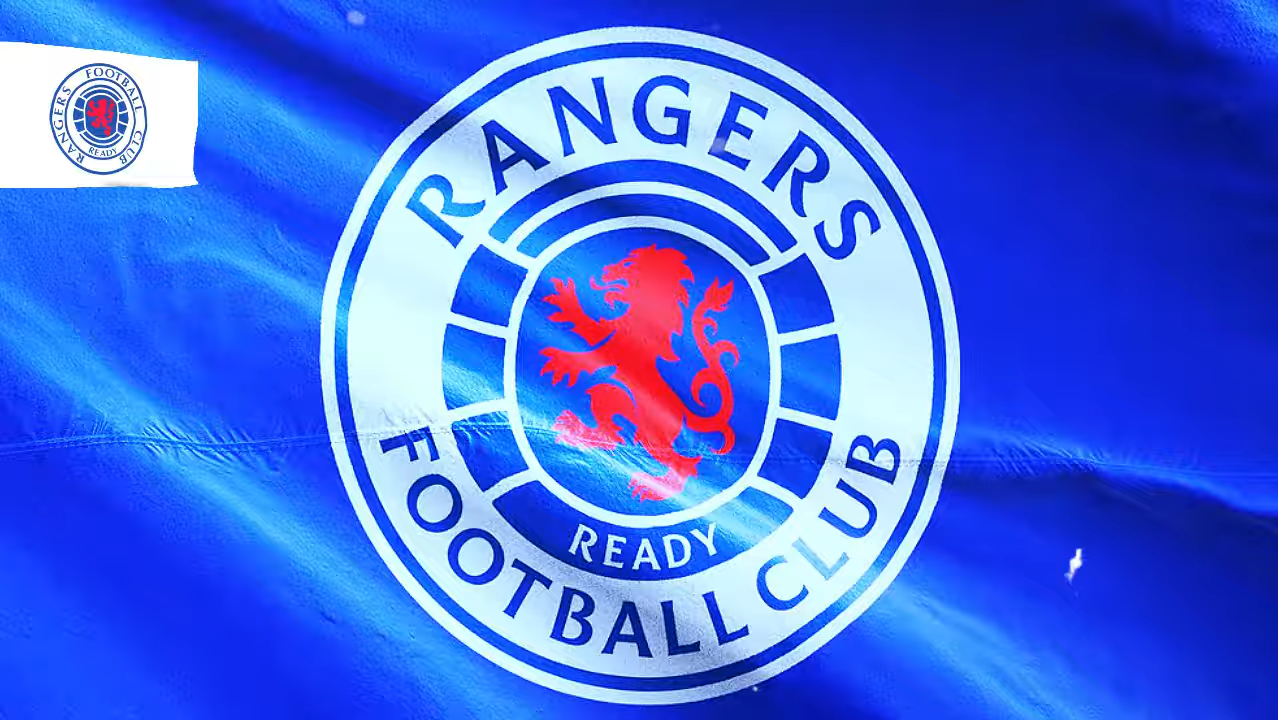 RANGERS
FOOTBALL CLUB
READY
RANGERS FOOTBALL CLUB
READY